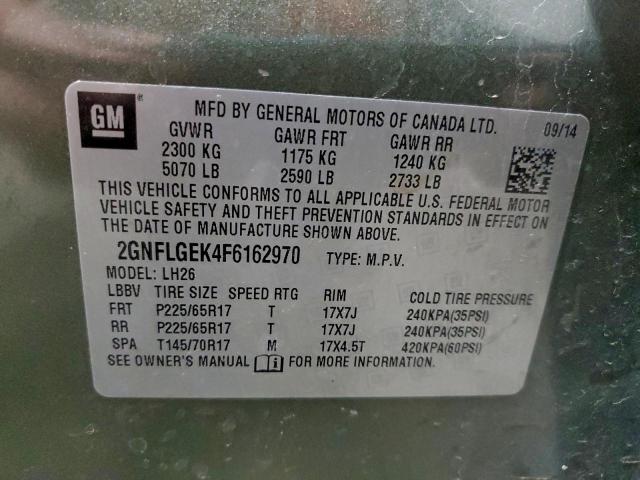 GM ® MFD BY GENERAL MOTORS OF CANADA LTD. 09/14
GVWR GAWR FRT GAWR RR
2300 KG 1175 KG 1240 KG
5070 LB 2590 LB 2733 LB
THIS VEHICLE CONFORMS TO ALL APPLICABLE U.S. FEDERAL MOTOR
VEHICLE SAFETY AND THEFT PREVENTION STANDARDS IN EFFECT ON
THE DATE OF MANUFACTURE SHOWN ABOVE.
2GNFLGEK4F6162970 TYPE: M.P.V.
MODEL: LH26
LBBV TIRE SIZE SPEED RTG RIM COLD TIRE PRESSURE
FRT P225/65R17 T 17X7J 240KPA(35PSI)
RR P225/65R17 T 17X7J 240KPA(35PSI)
SPA T145/70R17 M 17X4.5T 420KPA(60PSI)
SEE OWNER'S MANUAL i FOR MORE INFORMATION.